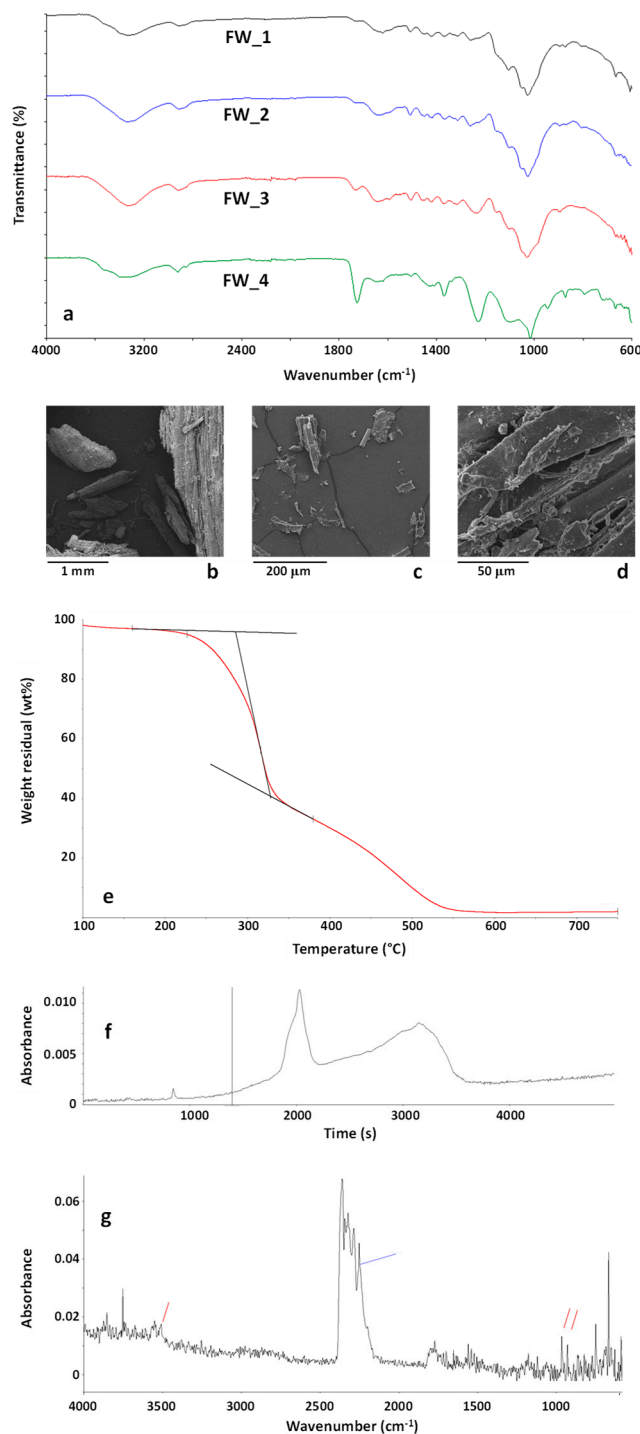 FW_1
FW_2
FW_3
FW_4
Transmittance (%)
a
4000 3200 2400 1800 1400 1000 600
Wavenumber (cm-1)
1 mm b
200 μm c
50 μm d
100
80
60
40
20
Weight residual (wt%)
e
100 200 300 400 500 600 700
Temperature (°C)
f
0.010
0.005
0
Absorbance
1000 2000 3000 4000
Time (s)
g
0.06
0.04
0.02
0
Absorbance
4000 3500 3000 2500 2000 1500 1000
Wavenumber (cm-1)